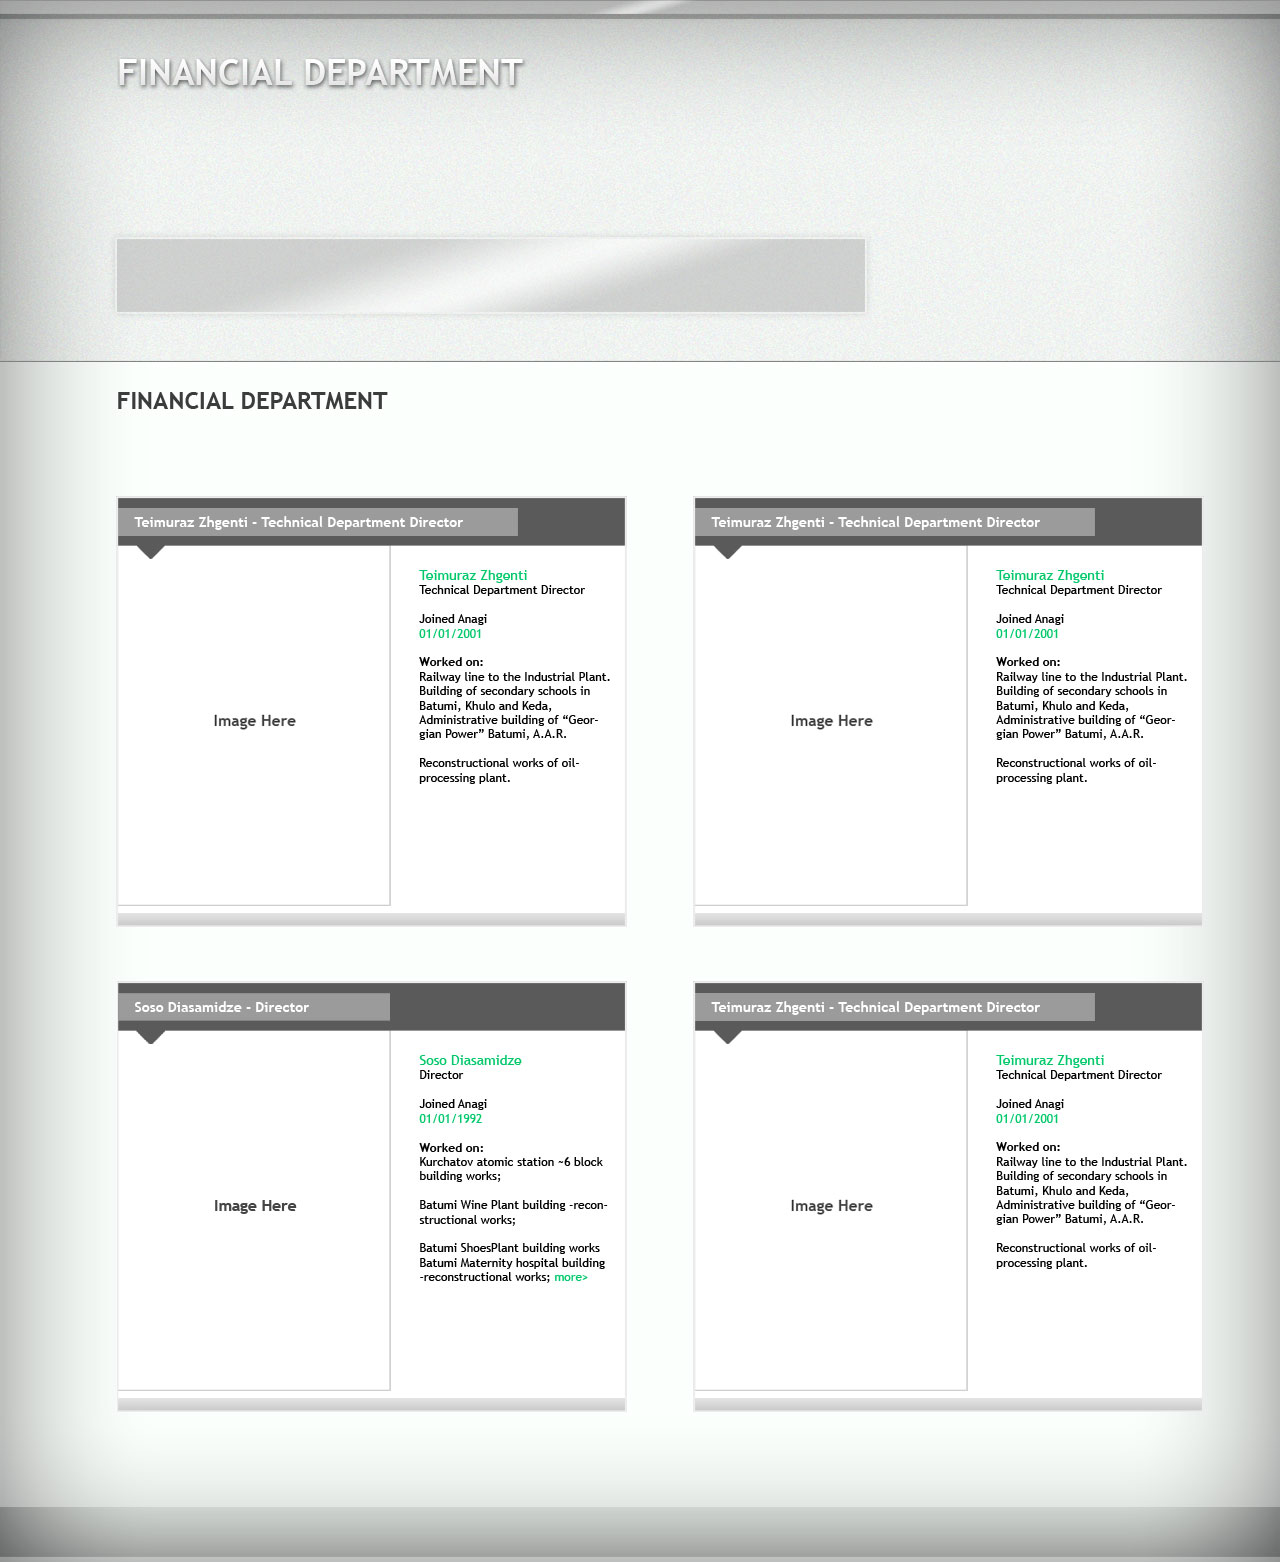 FINANCIAL DEPARTMENT
FINANCIAL DEPARTMENT
Teimuraz Zhgenti - Technical Department Director
Image Here
Teimuraz Zhgenti
Technical Department Director
Joined Anagi
01/01/2001
Worked on:
Railway line to the Industrial Plant.
Building of secondary schools in
Batumi, Khulo and Keda,
Administrative building of “Geor-
gian Power” Batumi, A.A.R.
Reconstructional works of oil-
processing plant.
Teimuraz Zhgenti - Technical Department Director
Image Here
Teimuraz Zhgenti
Technical Department Director
Joined Anagi
01/01/2001
Worked on:
Railway line to the Industrial Plant.
Building of secondary schools in
Batumi, Khulo and Keda,
Administrative building of “Geor-
gian Power” Batumi, A.A.R.
Reconstructional works of oil-
processing plant.
Soso Diasamidze - Director
Image Here
Soso Diasamidze
Director
Joined Anagi
01/01/1992
Worked on:
Kurchatov atomic station ~6 block
building works;
Batumi Wine Plant building -recon-
structional works;
Batumi ShoesPlant building works
Batumi Maternity hospital building
-reconstructional works; more>
Teimuraz Zhgenti - Technical Department Director
Image Here
Teimuraz Zhgenti
Technical Department Director
Joined Anagi
01/01/2001
Worked on:
Railway line to the Industrial Plant.
Building of secondary schools in
Batumi, Khulo and Keda,
Administrative building of “Geor-
gian Power” Batumi, A.A.R.
Reconstructional works of oil-
processing plant.